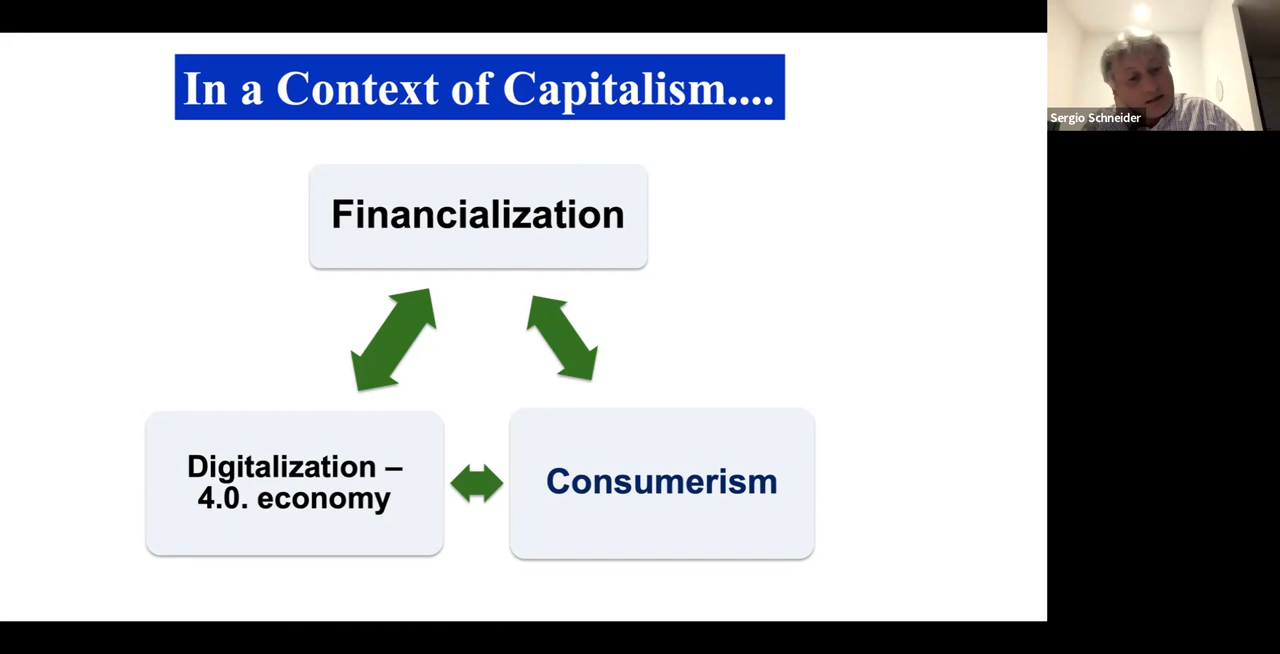 In a Context of Capitalism....
Sergio Schneider
Financialization
Digitalization –
4.0. economy
Consumerism